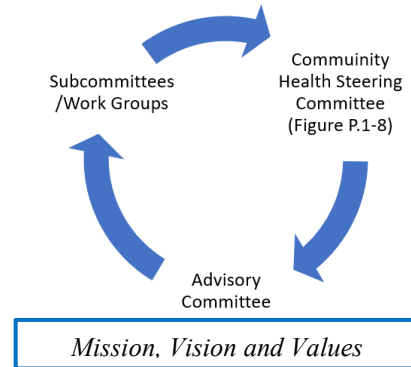 Subcommittees
/Work Groups
Commuinity
Health Steering
Committee
(Figure P.1-8)
Advisory
Committee
Mission, Vision and Values